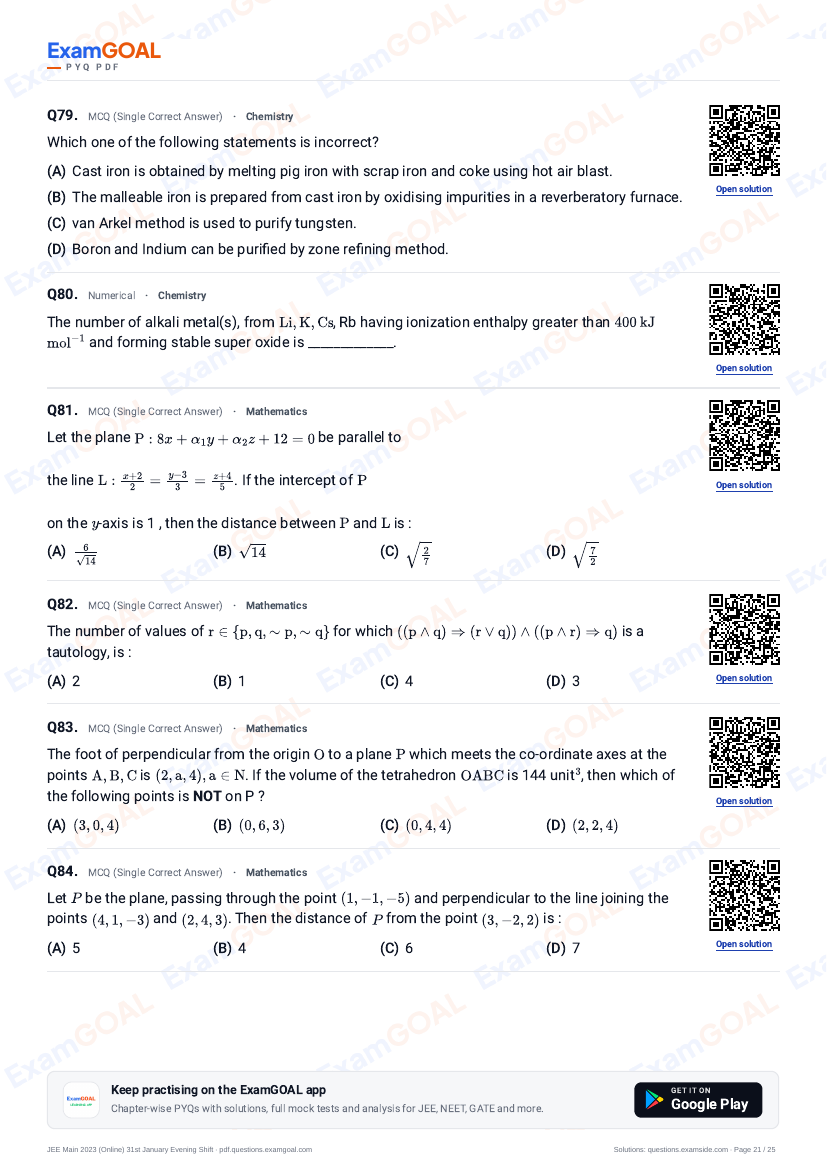 ExamGOAL
PYQ PDF
Q79. MCQ (Single Correct Answer) · Chemistry
Which one of the following statements is incorrect?
(A) Cast iron is obtained by melting pig iron with scrap iron and coke using hot air blast.
(B) The malleable iron is prepared from cast iron by oxidising impurities in a reverberatory furnace.
(C) van Arkel method is used to purify tungsten.
(D) Boron and Indium can be purified by zone refining method.
Open solution
Q80. Numerical · Chemistry
The number of alkali metal(s), from Li, K, Cs, Rb having ionization enthalpy greater than 400 kJ
mol⁻¹ and forming stable super oxide is _____________.
Open solution
Q81. MCQ (Single Correct Answer) · Mathematics
Let the plane P : 8x + α₁y + α₂z + 12 = 0 be parallel to
the line L : (x+2)/2 = (y−3)/3 = (z+4)/5. If the intercept of P
on the y-axis is 1 , then the distance between P and L is :
(A) 6/√14 (B) √14 (C) √(2/7) (D) √(7/2)
Open solution
Q82. MCQ (Single Correct Answer) · Mathematics
The number of values of r ∈ {p, q, ∼ p, ∼ q} for which ((p ∧ q) ⇒ (r ∨ q)) ∧ ((p ∧ r) ⇒ q) is a
tautology, is :
(A) 2 (B) 1 (C) 4 (D) 3
Open solution
Q83. MCQ (Single Correct Answer) · Mathematics
The foot of perpendicular from the origin O to a plane P which meets the co-ordinate axes at the
points A, B, C is (2, a, 4), a ∈ N. If the volume of the tetrahedron OABC is 144 unit³, then which of
the following points is NOT on P ?
(A) (3, 0, 4) (B) (0, 6, 3) (C) (0, 4, 4) (D) (2, 2, 4)
Open solution
Q84. MCQ (Single Correct Answer) · Mathematics
Let P be the plane, passing through the point (1, −1, −5) and perpendicular to the line joining the
points (4, 1, −3) and (2, 4, 3). Then the distance of P from the point (3, −2, 2) is :
(A) 5 (B) 4 (C) 6 (D) 7
Open solution
ExamGOAL
Keep practising on the ExamGOAL app
Chapter-wise PYQs with solutions, full mock tests and analysis for JEE, NEET, GATE and more.
GET IT ON
Google Play
JEE Main 2023 (Online) 31st January Evening Shift · pdf.questions.examgoal.com
Solutions: questions.examside.com · Page 21 / 25